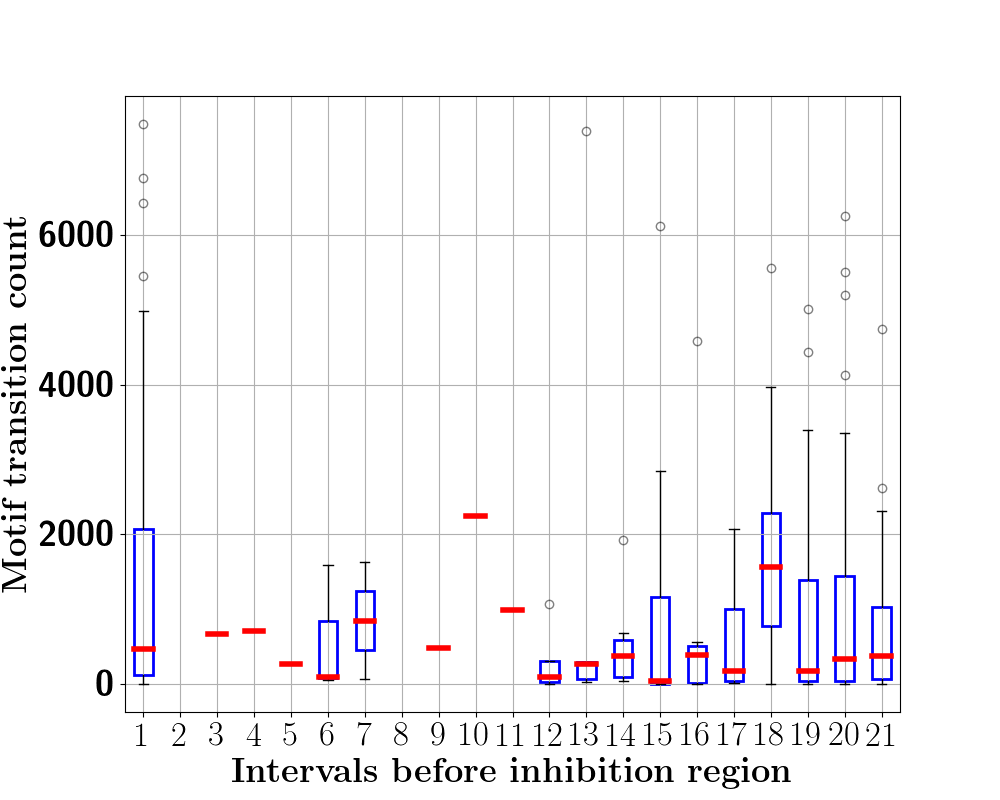 Motif transition count
6000
4000
2000
0
1 2 3 4 5 6 7 8 9 10 11 12 13 14 15 16 17 18 19 20 21
Intervals before inhibition region